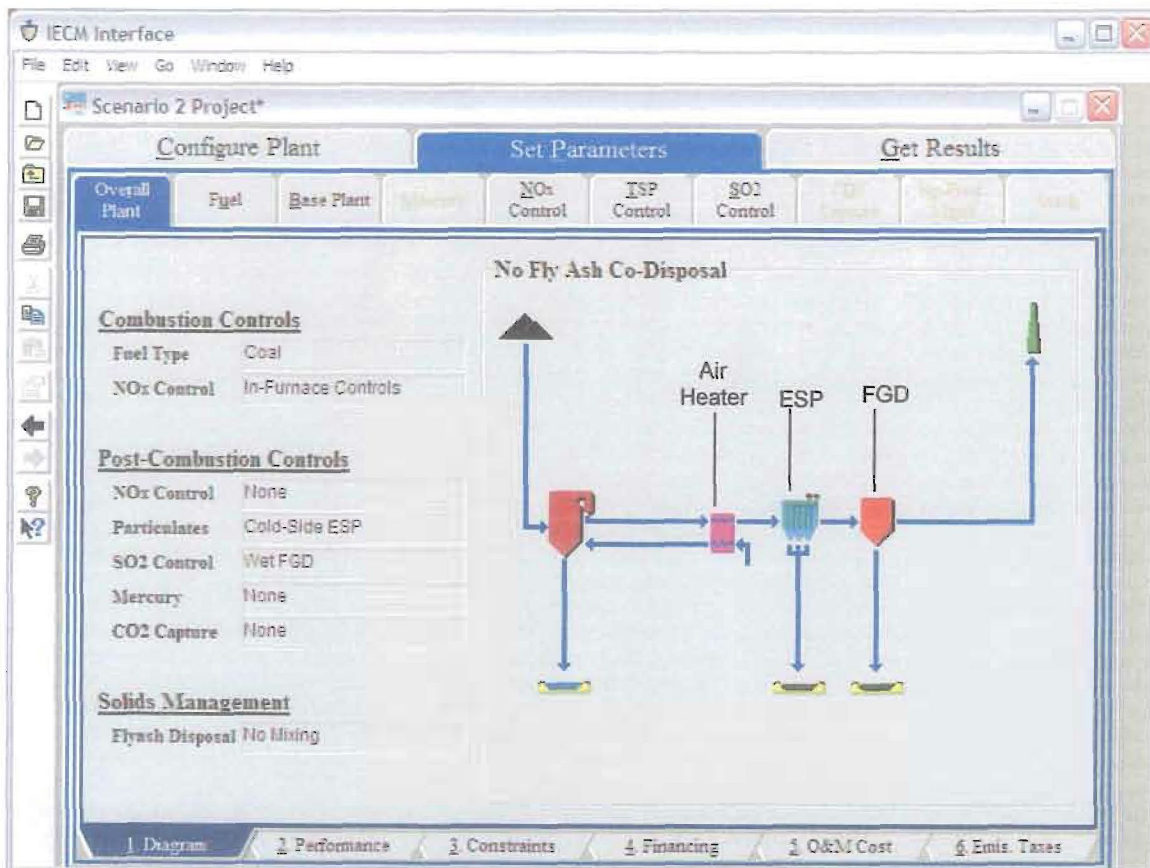 IECM Interface
File Edit View Go Window Help
Scenario 2 Project*
Configure Plant Set Parameters Get Results
Overall Plant Fuel Base Plant Mercury NOx Control TSP Control SO2 Control
No Fly Ash Co-Disposal
Combustion Controls
Fuel Type Coal
NOx Control In-Furnace Controls
Air Heater ESP FGD
Post-Combustion Controls
NOx Control None
Particulates Cold-Side ESP
SO2 Control Wet FGD
Mercury None
CO2 Capture None
Solids Management
Flyash Disposal No Mixing
1. Diagram 2. Performance 3. Constraints 4. Financing 5. O&M Cost 6. Emis. Taxes